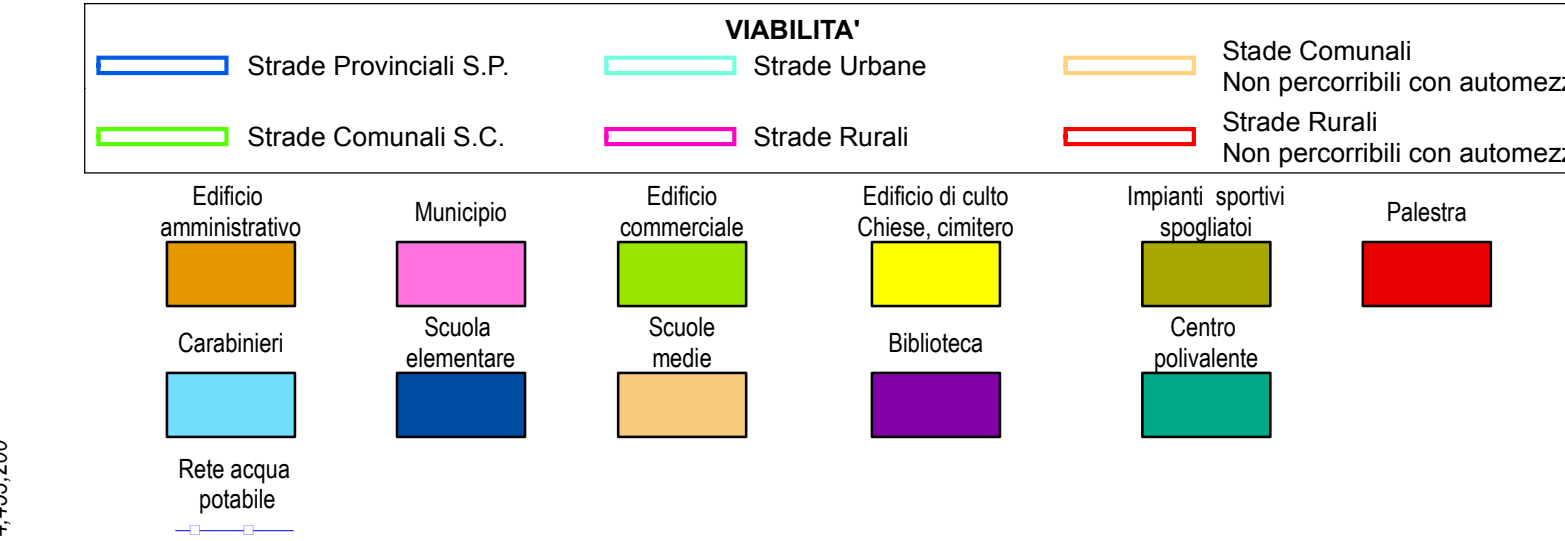 VIABILITA'
Strade Provinciali S.P.
Strade Urbane
Stade Comunali
Non percorribili con automezz
Strade Comunali S.C.
Strade Rurali
Strade Rurali
Non percorribili con automezz
Edificio
amministrativo
Municipio
Edificio
commerciale
Edificio di culto
Chiese, cimitero
Impianti sportivi
spogliatoi
Palestra
Carabinieri
Scuola
elementare
Scuole
medie
Biblioteca
Centro
polivalente
Rete acqua
potabile